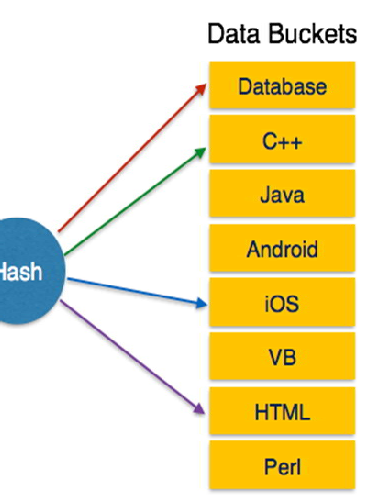 Data Buckets
Database
C++
Java
Android
Hash
iOS
VB
HTML
Perl